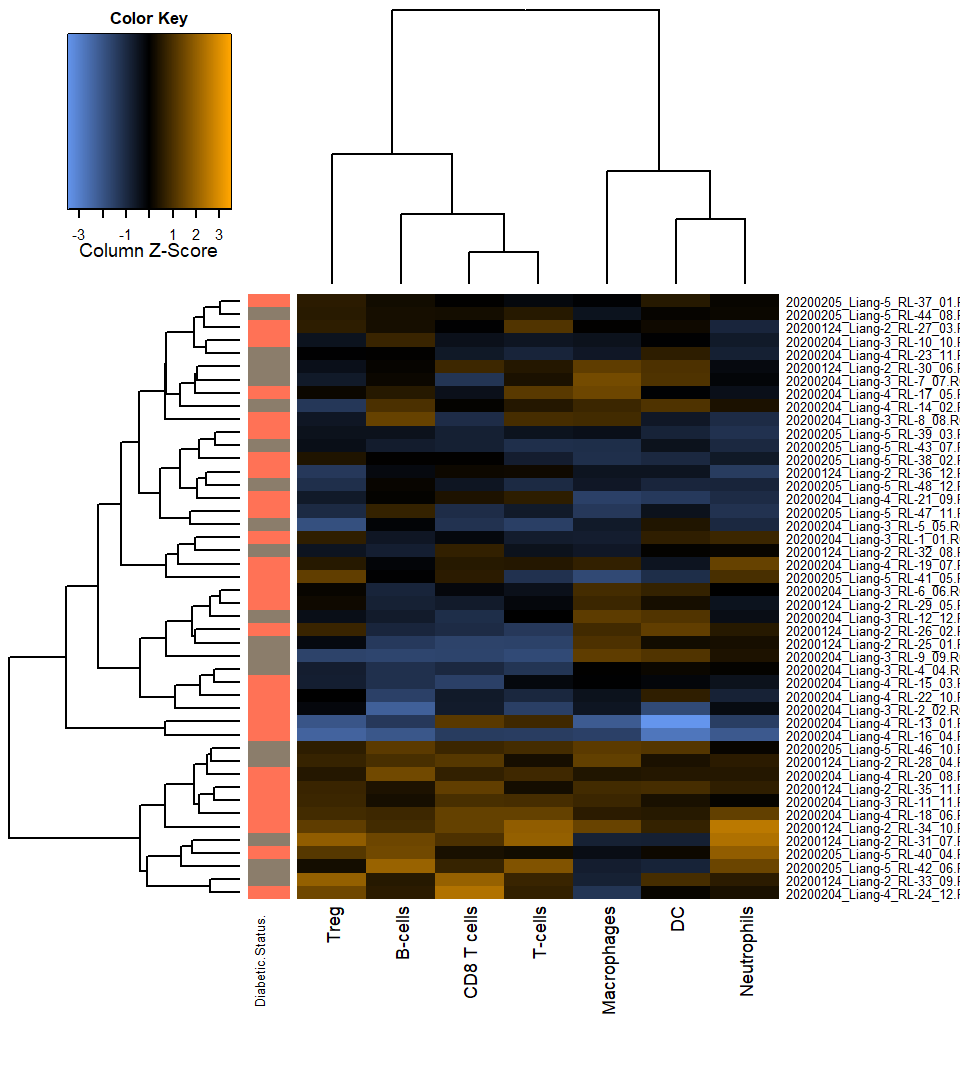 Color Key
-3 -1 1 2 3
Column Z-Score
20200205_Liang-5_RL-37_01.F
20200205_Liang-5_RL-44_08.F
20200124_Liang-2_RL-27_03.F
20200204_Liang-3_RL-10_10.F
20200204_Liang-4_RL-23_11.F
20200124_Liang-2_RL-30_06.F
20200204_Liang-3_RL-7_07.R
20200204_Liang-4_RL-17_05.F
20200204_Liang-4_RL-14_02.F
20200204_Liang-3_RL-8_08.R
20200205_Liang-5_RL-39_03.F
20200205_Liang-5_RL-43_07.F
20200205_Liang-5_RL-38_02.F
20200124_Liang-2_RL-36_12.F
20200205_Liang-5_RL-48_12.F
20200204_Liang-4_RL-21_09.F
20200205_Liang-5_RL-47_11.F
20200204_Liang-3_RL-5_05.R
20200204_Liang-3_RL-1_01.R
20200124_Liang-2_RL-32_08.F
20200204_Liang-4_RL-19_07.F
20200205_Liang-5_RL-41_05.F
20200204_Liang-3_RL-6_06.R
20200124_Liang-2_RL-29_05.F
20200204_Liang-3_RL-12_12.F
20200124_Liang-2_RL-26_02.F
20200124_Liang-2_RL-25_01.F
20200204_Liang-3_RL-9_09.R
20200204_Liang-3_RL-4_04.R
20200204_Liang-4_RL-15_03.F
20200204_Liang-4_RL-22_10.F
20200204_Liang-3_RL-2_02.R
20200204_Liang-4_RL-13_01.F
20200204_Liang-4_RL-16_04.F
20200205_Liang-5_RL-46_10.F
20200124_Liang-2_RL-28_04.F
20200204_Liang-4_RL-20_08.F
20200124_Liang-2_RL-35_11.F
20200204_Liang-3_RL-11_11.F
20200204_Liang-4_RL-18_06.F
20200124_Liang-2_RL-34_10.F
20200124_Liang-2_RL-31_07.F
20200205_Liang-5_RL-40_04.F
20200205_Liang-5_RL-42_06.F
20200124_Liang-2_RL-33_09.F
20200204_Liang-4_RL-24_12.F
Diabetic.Status.
Treg
B-cells
CD8 T cells
T-cells
Macrophages
DC
Neutrophils